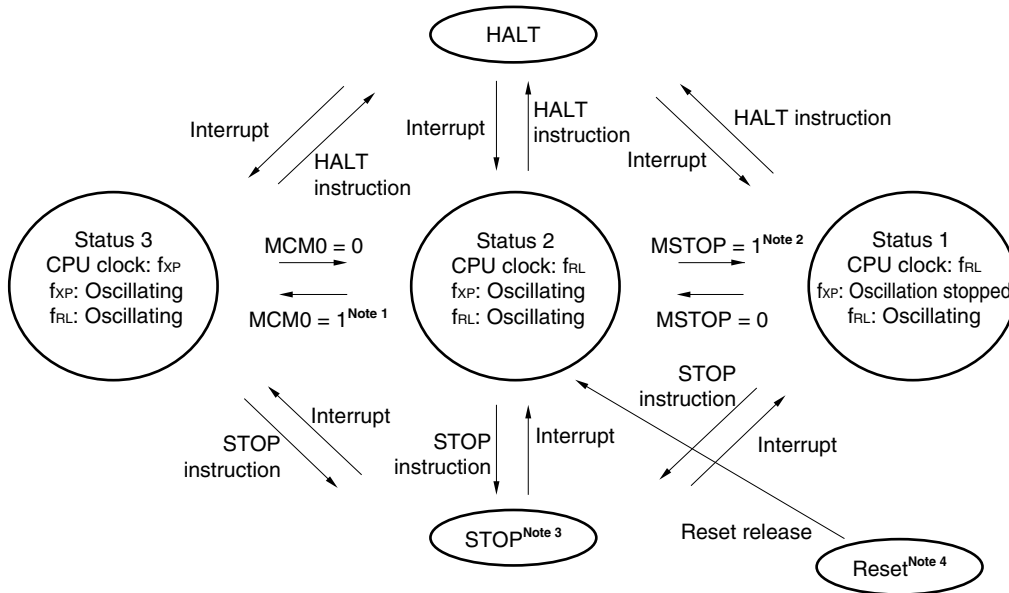 HALT
Interrupt
HALT
instruction
Interrupt
HALT
instruction
HALT instruction
Interrupt
Status 3
CPU clock: fXP
fXP: Oscillating
fRL: Oscillating
MCM0 = 0
MCM0 = 1Note 1
Status 2
CPU clock: fRL
fXP: Oscillating
fRL: Oscillating
MSTOP = 1Note 2
MSTOP = 0
Status 1
CPU clock: fRL
fXP: Oscillation stopped
fRL: Oscillating
STOP
instruction
Interrupt
STOP
instruction
Interrupt
STOP
instruction
Interrupt
STOPNote 3
Reset release
ResetNote 4